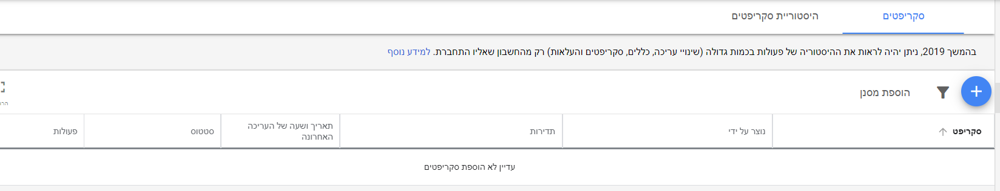 סקריפטים
היסטוריית סקריפטים
בהמשך 2019, ניתן יהיה לראות את ההיסטוריה של פעולות בכמות גדולה (שינויי עריכה, כללים, סקריפטים והעלאות) רק מהחשבון שאליו התחברת. למידע נוסף
הוספת מסנן
סקריפט
נוצר על ידי
תדירות
תאריך ושעה של העריכה
האחרונה
סטטוס
פעולות
עדיין לא הוספת סקריפטים